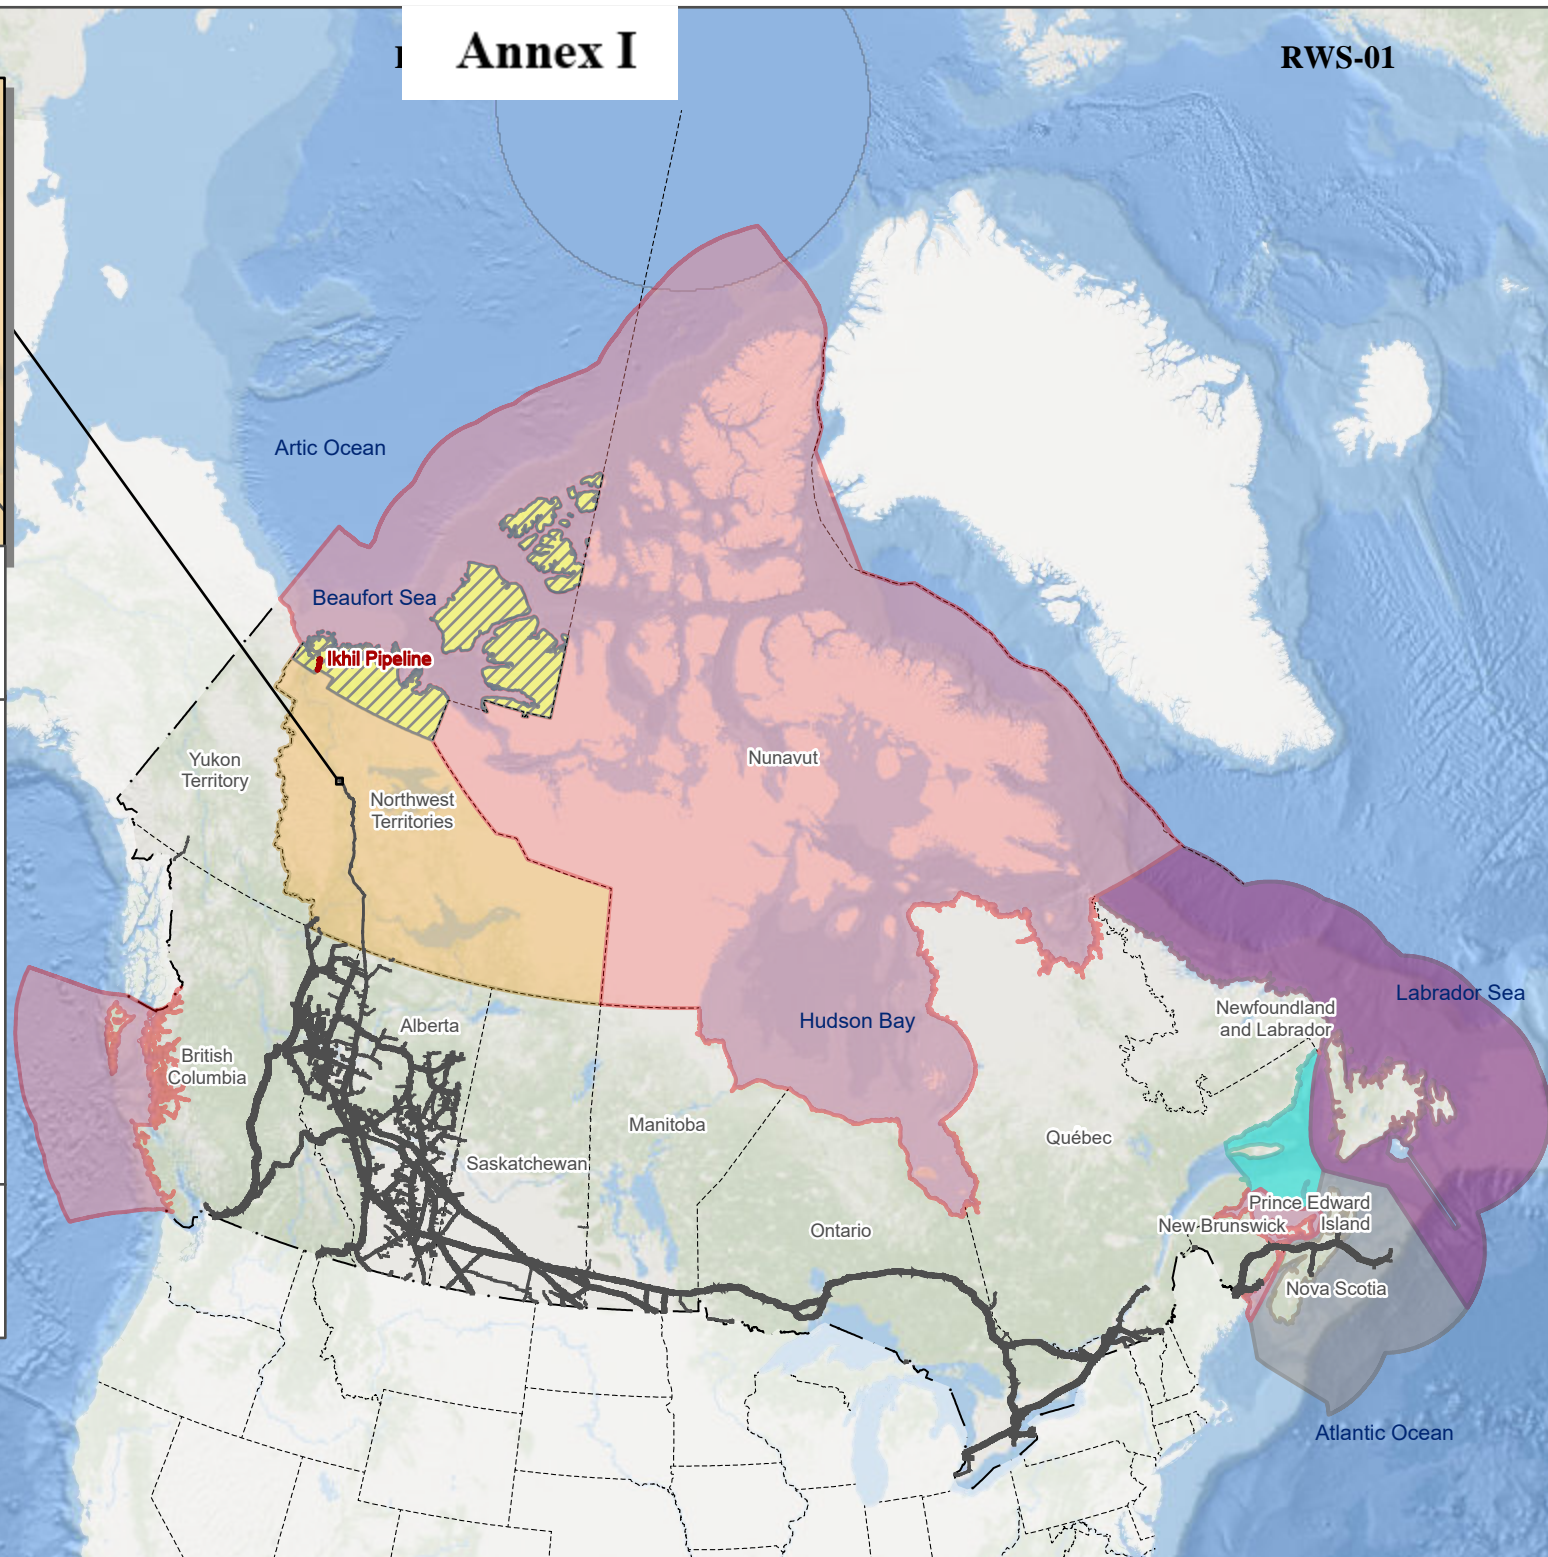 Annex I
RWS-01
Artic Ocean
Beaufort Sea
Ikhil Pipeline
Yukon
Territory
Northwest
Territories
Nunavut
Labrador Sea
Newfoundland
and Labrador
Hudson Bay
Alberta
British
Columbia
Manitoba
Québec
Saskatchewan
Prince Edward
Island
New Brunswick
Ontario
Nova Scotia
Atlantic Ocean